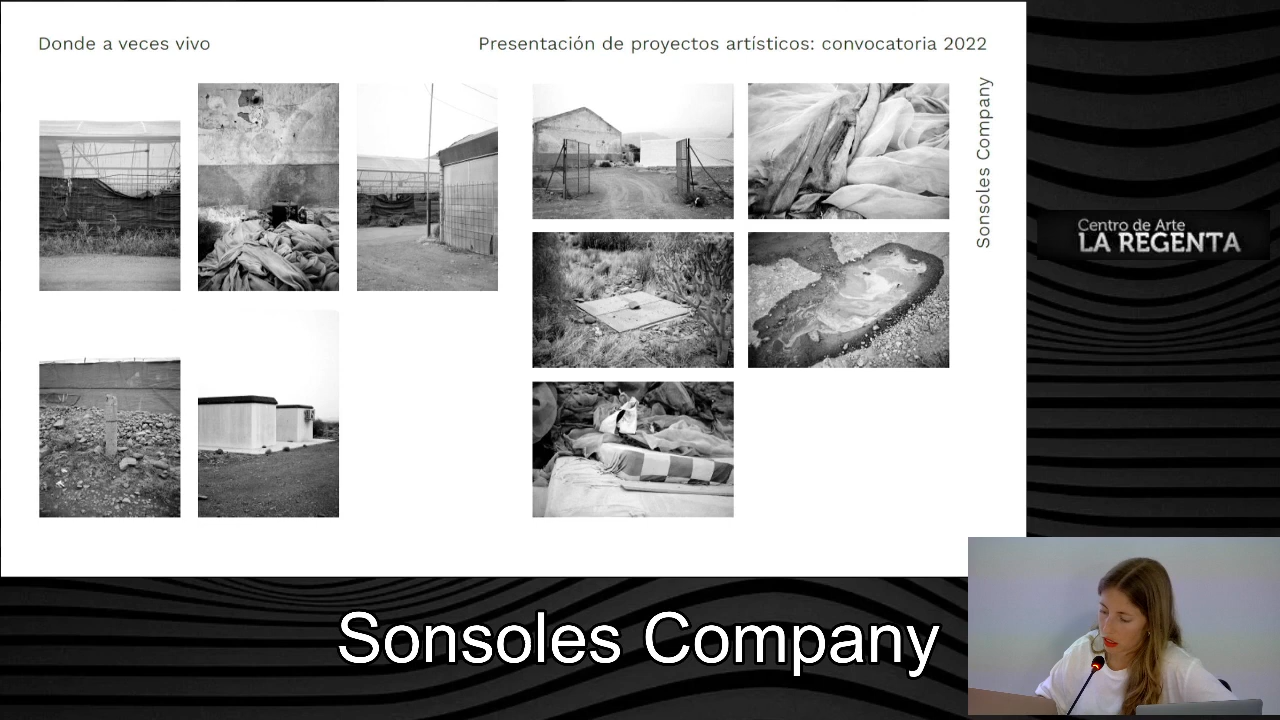 Donde a veces vivo
Presentación de proyectos artísticos: convocatoria 2022
Sonsoles Company
Centro de Arte
LA REGENTA
Sonsoles Company